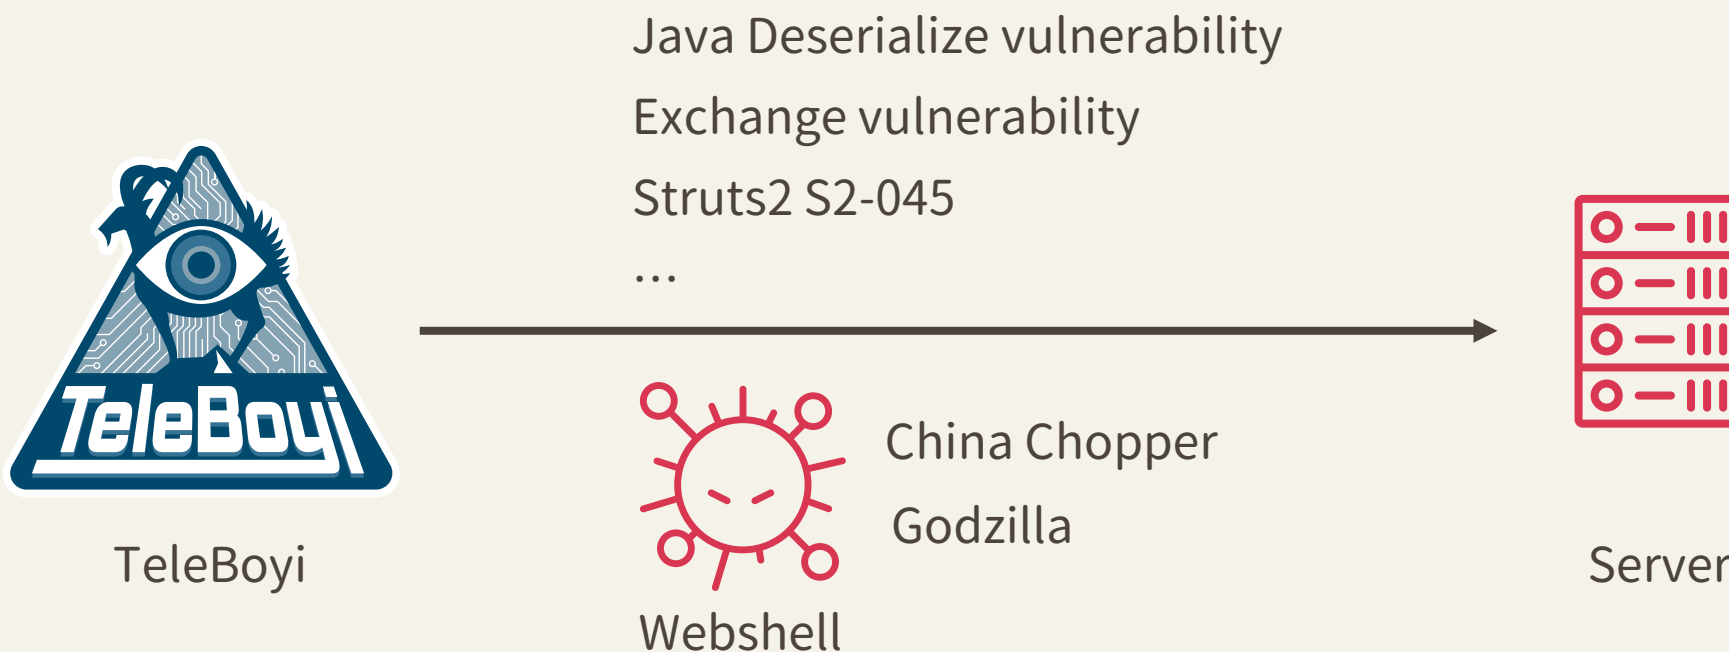 Java Deserialize vulnerability
Exchange vulnerability
Struts2 S2-045
...
TeleBoyi
TeleBoyi
China Chopper
Godzilla
Webshell
Server